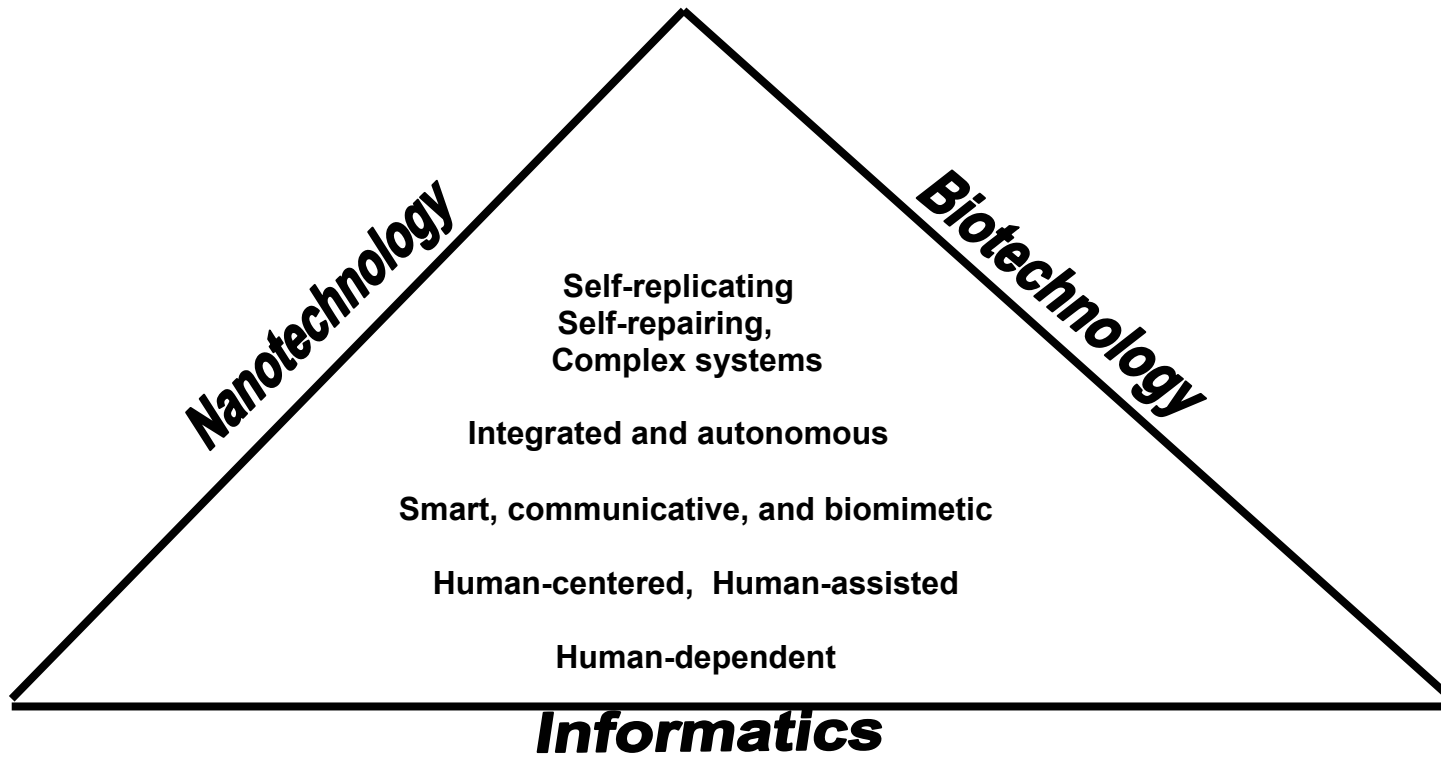 Nanotechnology
Biotechnology
Self-replicating
Self-repairing,
Complex systems
Integrated and autonomous
Smart, communicative, and biomimetic
Human-centered,  Human-assisted
Human-dependent
Informatics